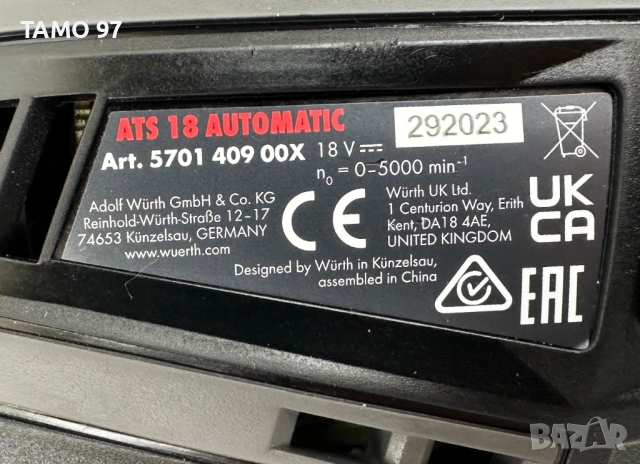 TAMO 97
ATS 18 AUTOMATIC
292023
Art. 5701 409 00X 18 V
n0 = 0–5000 min-1
Adolf Würth GmbH & Co. KG
Reinhold-Würth-Straße 12–17
74653 Künzelsau, GERMANY
www.wuerth.com
CE
Würth UK Ltd.
1 Centurion Way, Erith
Kent, DA18 4AE,
UNITED KINGDOM
UK
CA
Designed by Würth in Künzelsau,
assembled in China
EAC
BAZAR